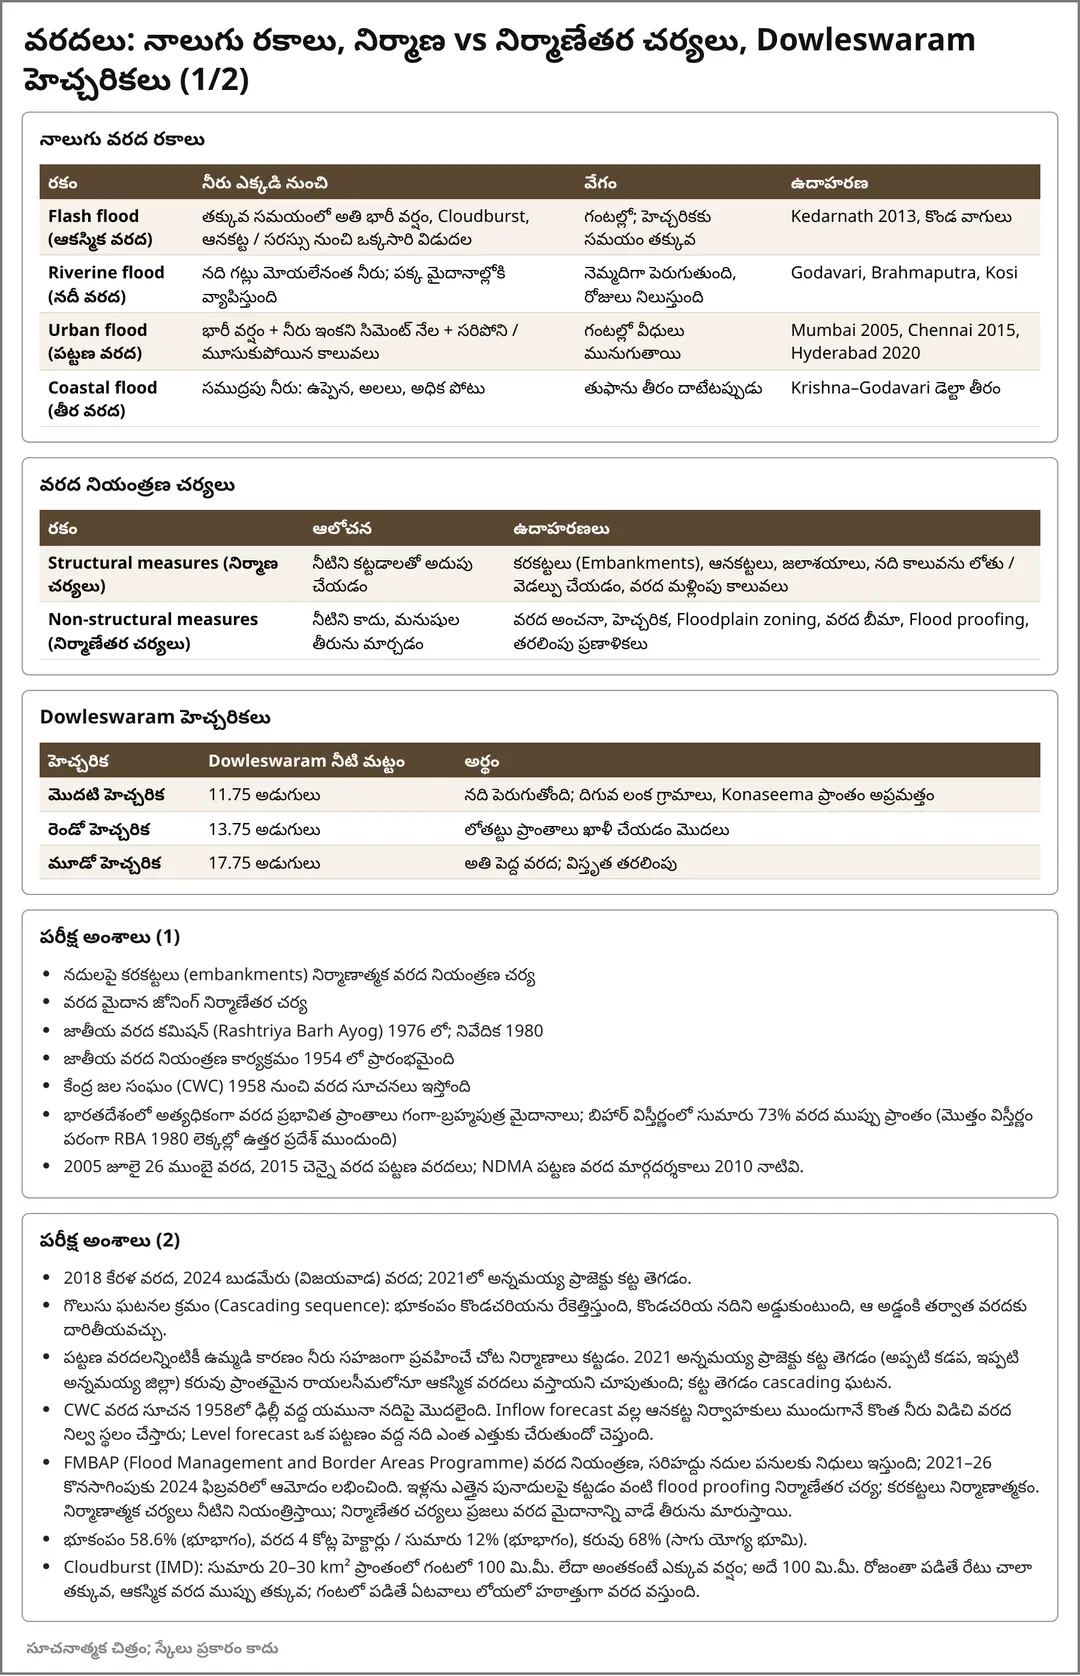 వరదలు: నాలుగు రకాలు, నిర్మాణ vs నిర్మాణేతర చర్యలు, Dowleswaram
హెచ్చరికలు (1/2)
నాలుగు వరద రకాలు
రకం నీరు ఎక్కడి నుంచి వేగం ఉదాహరణ
Flash flood తక్కువ సమయంలో అతి భారీ వర్షం, Cloudburst, గంటల్లో; హెచ్చరికకు Kedarnath 2013, కొండ వాగులు
(ఆకస్మిక వరద) ఆనకట్ట / సరస్సు నుంచి ఒక్కసారి విడుదల సమయం తక్కువ
Riverine flood నది గట్లు మోయలేనంత నీరు; పక్క మైదానాల్లోకి నెమ్మదిగా పెరుగుతుంది, Godavari, Brahmaputra, Kosi
(నదీ వరద) వ్యాపిస్తుంది రోజులు నిలుస్తుంది
Urban flood భారీ వర్షం + నీరు ఇంకని సిమెంట్ నేల + సరిపోని / గంటల్లో వీధులు Mumbai 2005, Chennai 2015,
(పట్టణ వరద) మూసుకుపోయిన కాలువలు మునుగుతాయి Hyderabad 2020
Coastal flood సముద్రపు నీరు: ఉప్పెన, అలలు, అధిక పోటు తుఫాను తీరం దాటేటప్పుడు Krishna–Godavari డెల్టా తీరం
(తీర వరద)
వరద నియంత్రణ చర్యలు
రకం ఆలోచన ఉదాహరణలు
Structural measures (నిర్మాణ నీటిని కట్టడాలతో అదుపు కరకట్టలు (Embankments), ఆనకట్టలు, జలాశయాలు, నది కాలువను లోతు /
చర్యలు) చేయడం వెడల్పు చేయడం, వరద మళ్లింపు కాలువలు
Non-structural measures నీటిని కాదు, మనుషుల వరద అంచనా, హెచ్చరిక, Floodplain zoning, వరద బీమా, Flood proofing,
(నిర్మాణేతర చర్యలు) తీరును మార్చడం తరలింపు ప్రణాళికలు
Dowleswaram హెచ్చరికలు
హెచ్చరిక Dowleswaram నీటి మట్టం అర్థం
మొదటి హెచ్చరిక 11.75 అడుగులు నది పెరుగుతోంది; దిగువ లంక గ్రామాలు, Konaseema ప్రాంతం అప్రమత్తం
రెండో హెచ్చరిక 13.75 అడుగులు లోతట్టు ప్రాంతాలు ఖాళీ చేయడం మొదలు
మూడో హెచ్చరిక 17.75 అడుగులు అతి పెద్ద వరద; విస్తృత తరలింపు
పరీక్ష అంశాలు (1)
• నదులపై కరకట్టలు (embankments) నిర్మాణాత్మక వరద నియంత్రణ చర్య
• వరద మైదాన జోనింగ్ నిర్మాణేతర చర్య
• జాతీయ వరద కమిషన్ (Rashtriya Barh Ayog) 1976 లో; నివేదిక 1980
• జాతీయ వరద నియంత్రణ కార్యక్రమం 1954 లో ప్రారంభమైంది
• కేంద్ర జల సంఘం (CWC) 1958 నుంచి వరద సూచనలు ఇస్తోంది
• భారతదేశంలో అత్యధికంగా వరద ప్రభావిత ప్రాంతాలు గంగా-బ్రహ్మపుత్ర మైదానాలు; బిహార్ విస్తీర్ణంలో సుమారు 73% వరద ముప్పు ప్రాంతం (మొత్తం విస్తీర్ణం
పరంగా RBA 1980 లెక్కల్లో ఉత్తర ప్రదేశ్ ముందుంది)
• 2005 జూలై 26 ముంబై వరద, 2015 చెన్నై వరద పట్టణ వరదలు; NDMA పట్టణ వరద మార్గదర్శకాలు 2010 నాటివి.
పరీక్ష అంశాలు (2)
• 2018 కేరళ వరద, 2024 బుడమేరు (విజయవాడ) వరద; 2021లో అన్నమయ్య ప్రాజెక్టు కట్ట తెగడం.
• గొలుసు ఘటనల క్రమం (Cascading sequence): భూకంపం కొండచరియను రేకెత్తిస్తుంది, కొండచరియ నదిని అడ్డుకుంటుంది, ఆ అడ్డంకి తర్వాత వరదకు
దారితీయవచ్చు.
• పట్టణ వరదలన్నింటికీ ఉమ్మడి కారణం నీరు సహజంగా ప్రవహించే చోట నిర్మాణాలు కట్టడం. 2021 అన్నమయ్య ప్రాజెక్టు కట్ట తెగడం (అప్పటి కడప, ఇప్పటి
అన్నమయ్య జిల్లా) కరువు ప్రాంతమైన రాయలసీమలోనూ ఆకస్మిక వరదలు వస్తాయని చూపుతుంది; కట్ట తెగడం cascading ఘటన.
• CWC వరద సూచన 1958లో ఢిల్లీ వద్ద యమునా నదిపై మొదలైంది. Inflow forecast వల్ల ఆనకట్ట నిర్వాహకులు ముందుగానే కొంత నీరు విడిచి వరద
నిల్వ స్థలం చేస్తారు; Level forecast ఒక పట్టణం వద్ద నది ఎంత ఎత్తుకు చేరుతుందో చెప్తుంది.
• FMBAP (Flood Management and Border Areas Programme) వరద నియంత్రణ, సరిహద్దు నదుల పనులకు నిధులు ఇస్తుంది; 2021–26
కొనసాగింపుకు 2024 ఫిబ్రవరిలో ఆమోదం లభించింది. ఇళ్లను ఎత్తైన పునాదులపై కట్టడం వంటి flood proofing నిర్మాణేతర చర్య; కరకట్టలు నిర్మాణాత్మకం.
నిర్మాణాత్మక చర్యలు నీటిని నియంత్రిస్తాయి; నిర్మాణేతర చర్యలు ప్రజలు వరద మైదానాన్ని వాడే తీరును మారుస్తాయి.
• భూకంపం 58.6% (భూభాగం), వరద 4 కోట్ల హెక్టార్లు / సుమారు 12% (భూభాగం), కరువు 68% (సాగు యోగ్య భూమి).
• Cloudburst (IMD): సుమారు 20–30 km² ప్రాంతంలో గంటలో 100 మి.మీ. లేదా అంతకంటే ఎక్కువ వర్షం; అదే 100 మి.మీ. రోజంతా పడితే రేటు చాలా
తక్కువ, ఆకస్మిక వరద ముప్పు తక్కువ; గంటలో పడితే ఏటవాలు లోయలో హఠాత్తుగా వరద వస్తుంది.
సూచనాత్మక చిత్రం; స్కేలు ప్రకారం కాదు